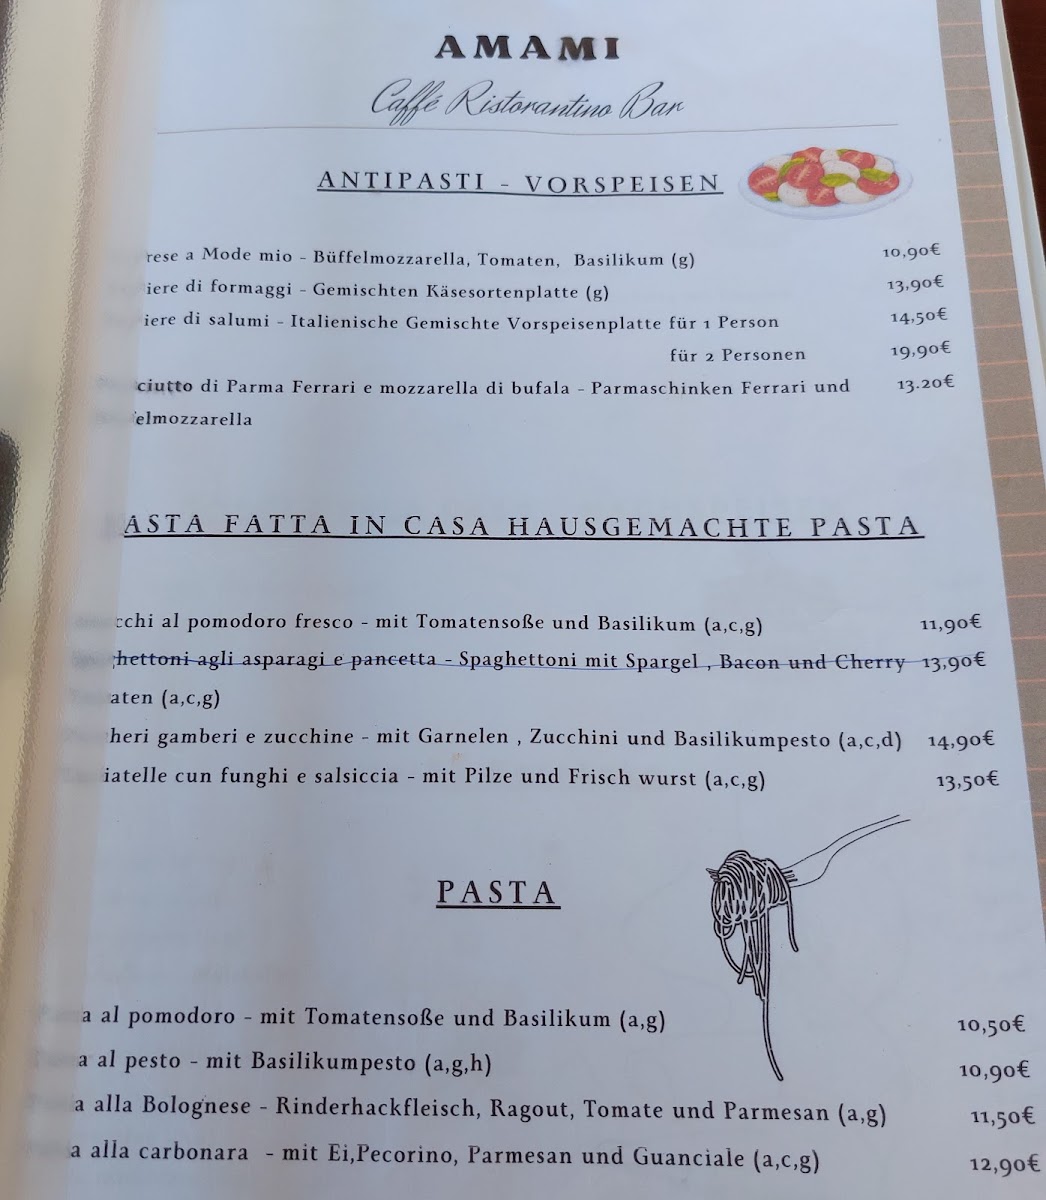 AMAMI
Caffé Ristorantino Bar
ANTIPASTI - VORSPEISEN
rese a Mode mio - Büffelmozzarella, Tomaten, Basilikum (g) 10,90€
iere di formaggi - Gemischten Käsesortenplatte (g) 13,90€
iere di salumi - Italienische Gemischte Vorspeisenplatte für 1 Person 14,50€
für 2 Personen 19,90€
ciutto di Parma Ferrari e mozzarella di bufala - Parmaschinken Ferrari und 13.20€
elmozzarella
ASTA FATTA IN CASA HAUSGEMACHTE PASTA
cchi al pomodoro fresco - mit Tomatensoße und Basilikum (a,c,g) 11,90€
ghettoni agli asparagi e pancetta - Spaghettoni mit Spargel , Bacon und Cherry 13,90€
aten (a,c,g)
heri gamberi e zucchine - mit Garnelen , Zucchini und Basilikumpesto (a,c,d) 14,90€
iatelle cun funghi e salsiccia - mit Pilze und Frisch wurst (a,c,g) 13,50€
PASTA
a al pomodoro - mit Tomatensoße und Basilikum (a,g) 10,50€
a al pesto - mit Basilikumpesto (a,g,h) 10,90€
a alla Bolognese - Rinderhackfleisch, Ragout, Tomate und Parmesan (a,g) 11,50€
a alla carbonara - mit Ei,Pecorino, Parmesan und Guanciale (a,c,g) 12,90€